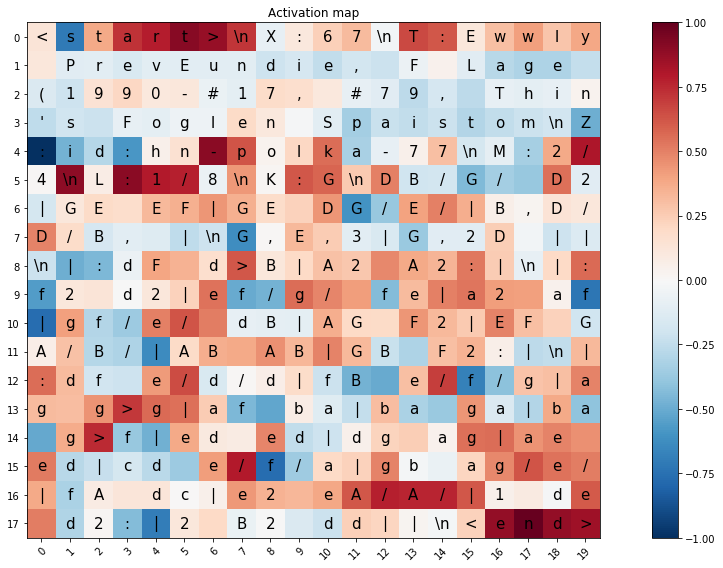 Activation map
0 < s t a r t > \n X : 6 7 \n T : E w w l y
1 P r e v E u n d i e , F L a g e
2 ( 1 9 9 0 - # 1 7 , # 7 9 , T h i n
3 ' s F o g l e n S p a i s t o m \n Z
4 : i d : h n - p o l k a - 7 7 \n M : 2 /
5 4 \n L : 1 / 8 \n K : G \n D B / G / D 2
6 | G E E F | G E D G / E / | B , D /
7 D / B , | \n G , E , 3 | G , 2 D | |
8 \n | : d F d > B | A 2 A 2 : | \n | :
9 f 2 d 2 | e f / g / f e | a 2 a f
10 | g f / e / d B | A G F 2 | E F G
11 A / B / | A B A B | G B F 2 : | \n |
12 : d f e / d / d | f B e / f / g | a
13 g g > g | a f b a | b a g a | b a
14 g > f | e d e d | d g a g | a e
15 e d | c d e / f / a | g b a g / e /
16 | f A d c | e 2 e A / A / | 1 d e
17 d 2 : | 2 B 2 d d | | \n < e n d >
0 1 2 3 4 5 6 7 8 9 10 11 12 13 14 15 16 17 18 19
1.00
0.75
0.50
0.25
0.00
-0.25
-0.50
-0.75
-1.00